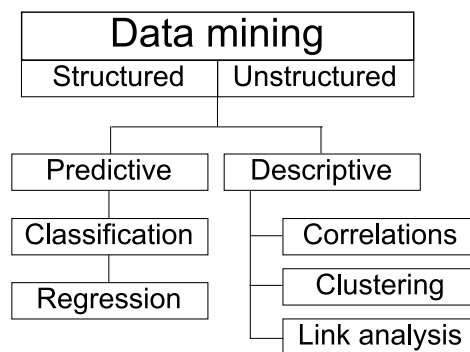 Data mining
Structured Unstructured
Predictive Descriptive
Classification Correlations
Regression Clustering
Link analysis